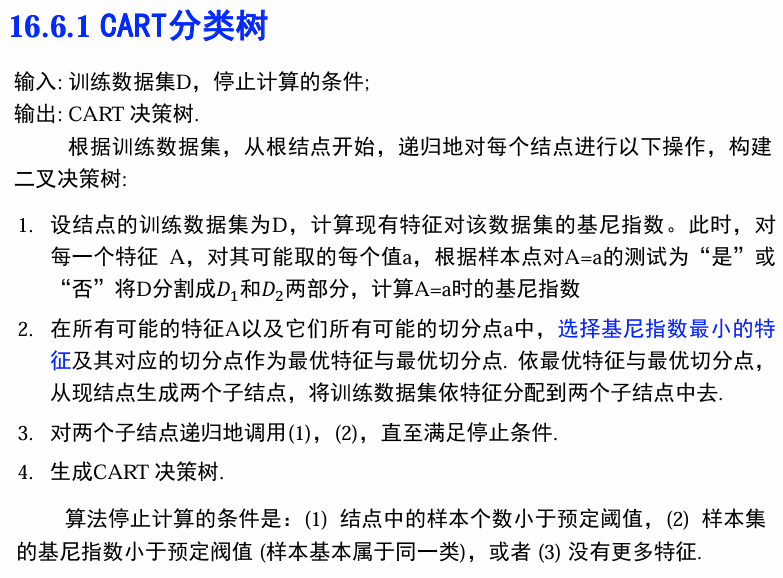 16.6.1 CART分类树
输入: 训练数据集D，停止计算的条件;
输出: CART 决策树.
根据训练数据集，从根结点开始，递归地对每个结点进行以下操作，构建
二叉决策树:
1. 设结点的训练数据集为D，计算现有特征对该数据集的基尼指数。此时，对
每一个特征 A，对其可能取的每个值a，根据样本点对A=a的测试为“是”或
“否”将D分割成D₁和D₂两部分，计算A=a时的基尼指数
2. 在所有可能的特征A以及它们所有可能的切分点a中，选择基尼指数最小的特
征及其对应的切分点作为最优特征与最优切分点. 依最优特征与最优切分点，
从现结点生成两个子结点，将训练数据集依特征分配到两个子结点中去.
3. 对两个子结点递归地调用(1)，(2)，直至满足停止条件.
4. 生成CART 决策树.
算法停止计算的条件是：(1) 结点中的样本个数小于预定阈值，(2) 样本集
的基尼指数小于预定阀值 (样本基本属于同一类)，或者 (3) 没有更多特征.